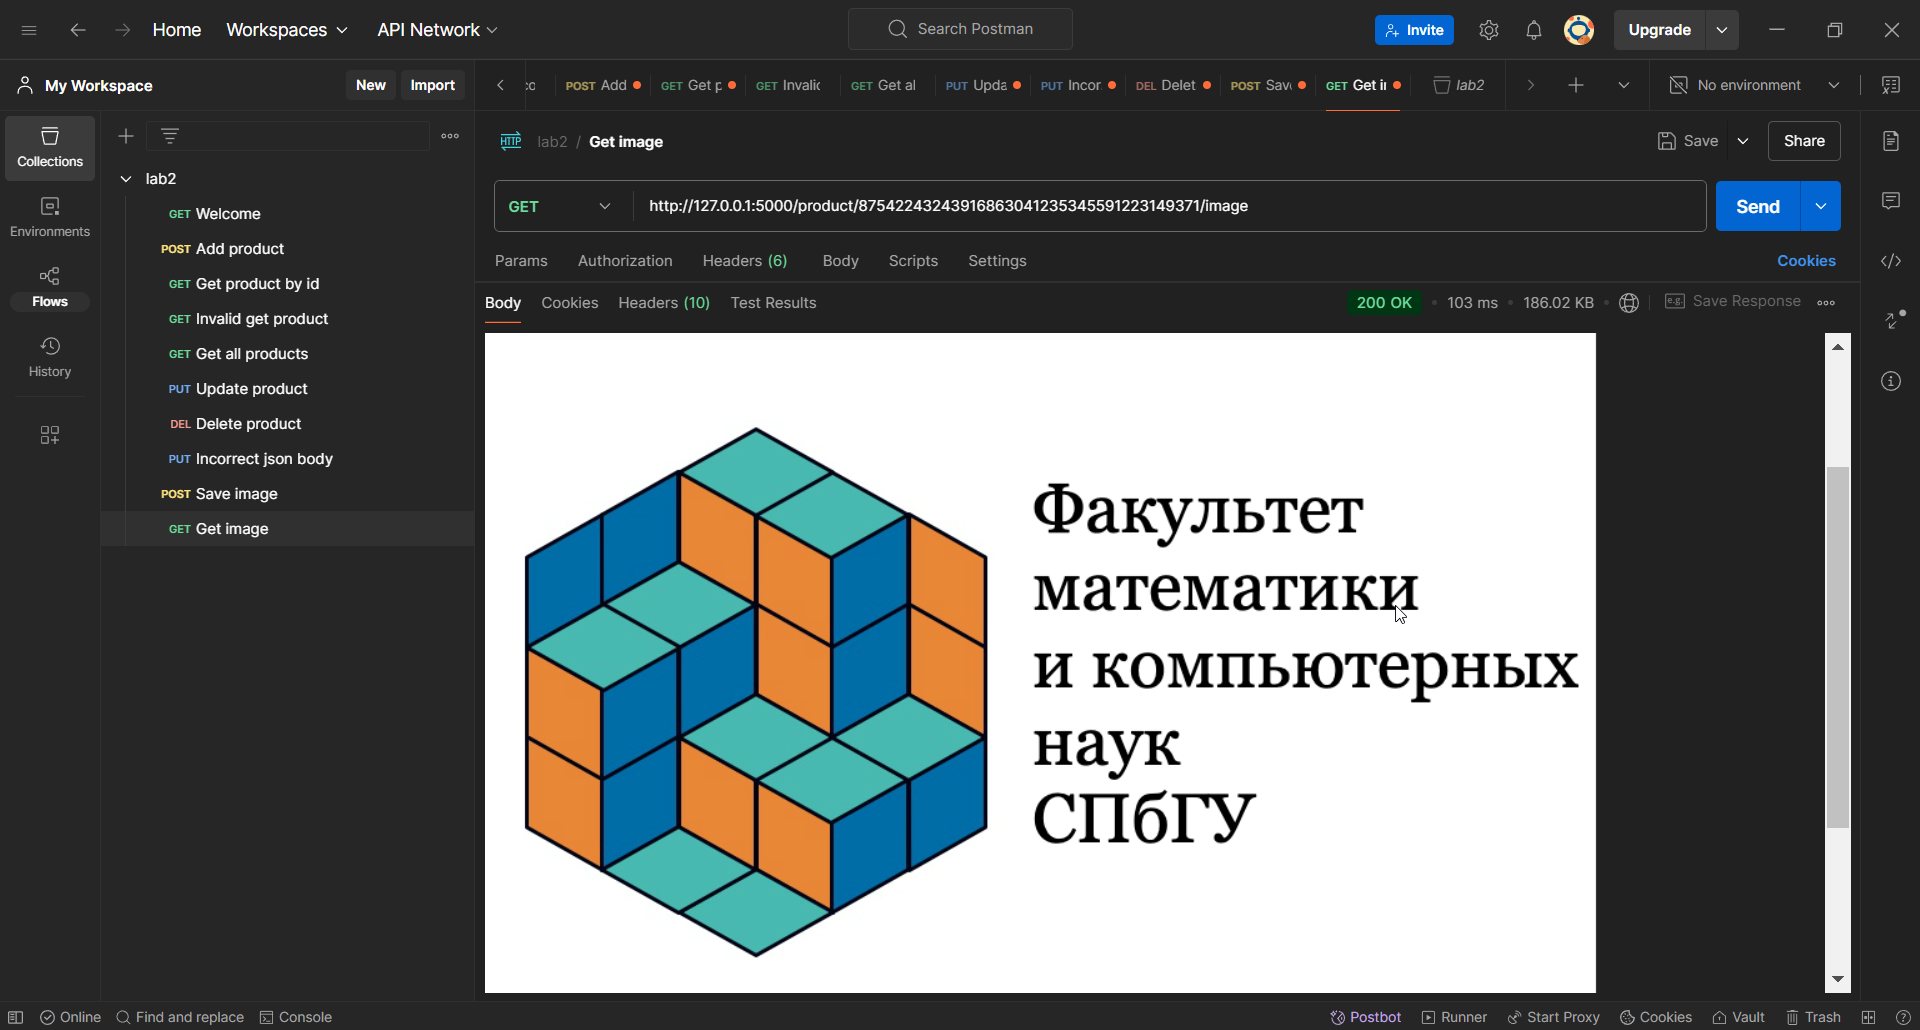 Home Workspaces API Network Search Postman Invite Upgrade
My Workspace New Import
POST Add GET Get p GET Invalic GET Get al PUT Upda PUT Incor DEL Delet POST Sav GET Get i lab2 No environment
Collections
Environments
Flows
History
lab2
GET Welcome
POST Add product
GET Get product by id
GET Invalid get product
GET Get all products
PUT Update product
DEL Delete product
PUT Incorrect json body
POST Save image
GET Get image
HTTP lab2 / Get image Save Share
GET http://127.0.0.1:5000/product/87542243243916863041235345591223149371/image Send
Params Authorization Headers (6) Body Scripts Settings Cookies
Body Cookies Headers (10) Test Results 200 OK 103 ms 186.02 KB e.g. Save Response
Факультет
математики
и компьютерных
наук
СПбГУ
Online Find and replace Console Postbot Runner Start Proxy Cookies Vault Trash